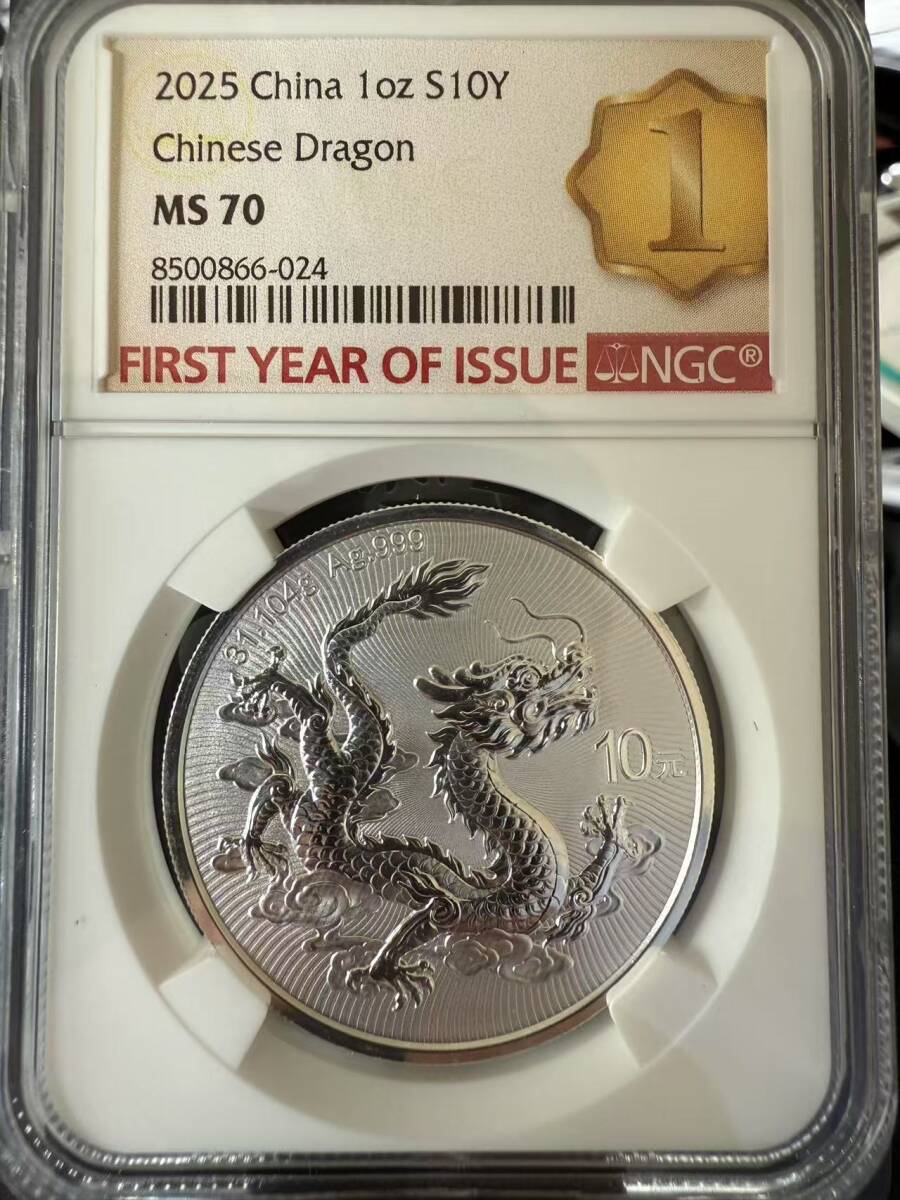 2025 China 1oz S10Y
Chinese Dragon
MS 70
8500866-024
1
FIRST YEAR OF ISSUE NGC®
31.104g Ag.999
10元